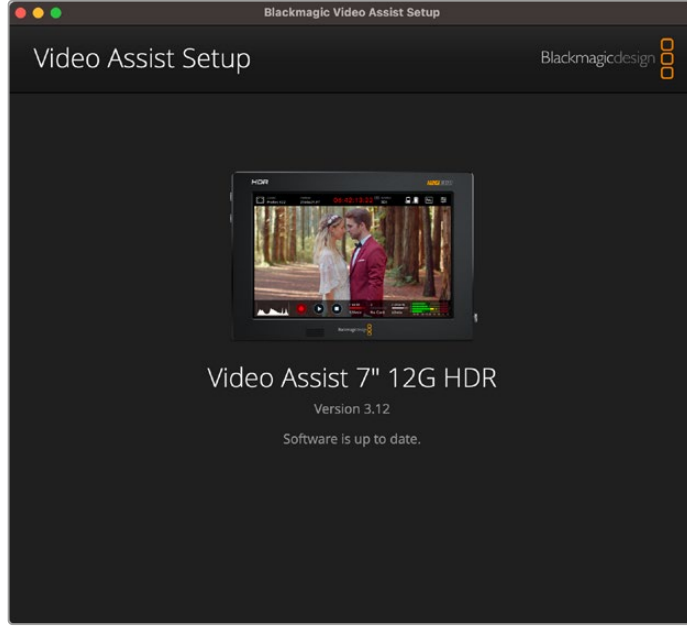 Blackmagic Video Assist Setup
Video Assist Setup
Blackmagicdesign
HDR
Blackmagicdesign
Video Assist 7" 12G HDR
Version 3.12
Software is up to date.